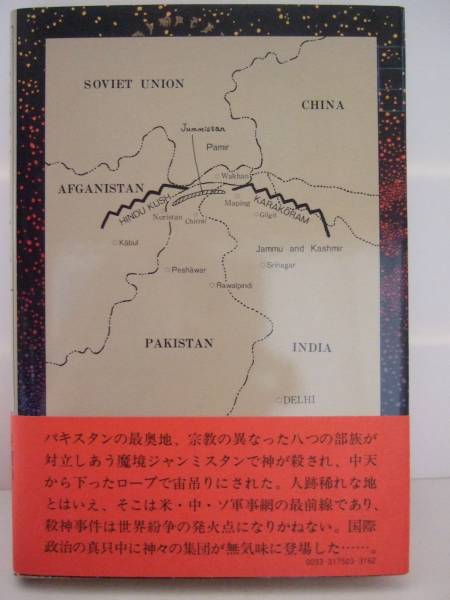 SOVIET UNION
CHINA
Jummistan
Pamir
Wakhan
AFGANISTAN
HINDU KUSH
KARAKORAM
Maping
Nuristan
Chitral
Gilgit
Kābul
Jammu and Kashmir
Peshāwar
Srīnagar
Rawalpindi
PAKISTAN
INDIA
DELHI
パキスタンの最奥地、宗教の異なった八つの部族が
対立しあう魔境ジャンミスタンで神が殺され、中天
から下ったロープで宙吊りにされた。人跡稀れな地
とはいえ、そこは米・中・ソ軍事網の最前線であり、
殺神事件は世界紛争の発火点になりかねない。国際
政治の真只中に神々の集団が無気味に登場した……。
0093-317503-3162